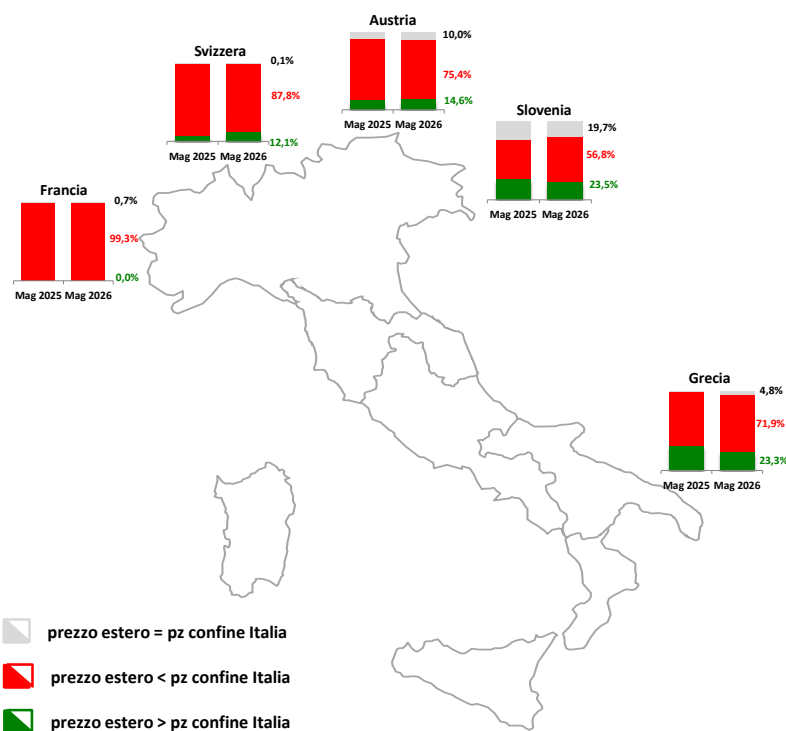 Austria
10,0%
75,4%
14,6%
Mag 2025 Mag 2026
Svizzera
0,1%
87,8%
12,1%
Mag 2025 Mag 2026
Slovenia
19,7%
56,8%
23,5%
Mag 2025 Mag 2026
Francia
0,7%
99,3%
0,0%
Mag 2025 Mag 2026
Grecia
4,8%
71,9%
23,3%
Mag 2025 Mag 2026
prezzo estero = pz confine Italia
prezzo estero < pz confine Italia
prezzo estero > pz confine Italia